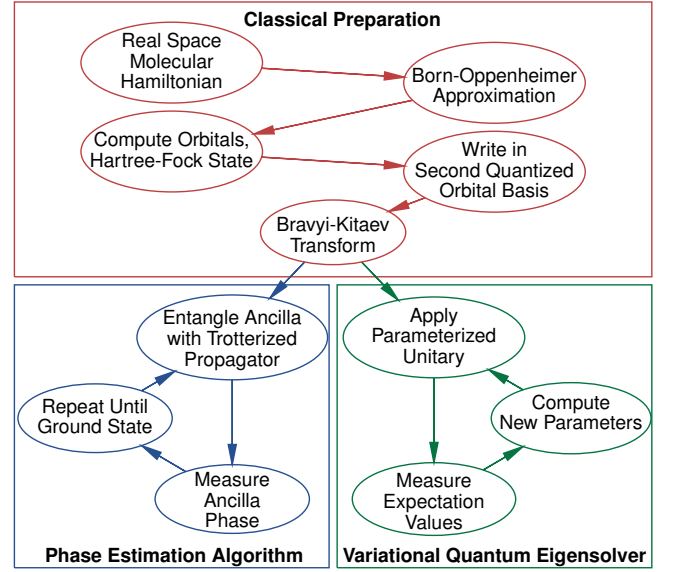 Classical Preparation
Real Space
Molecular
Hamiltonian
Born-Oppenheimer
Approximation
Compute Orbitals,
Hartree-Fock State
Write in
Second Quantized
Orbital Basis
Bravyi-Kitaev
Transform
Entangle Ancilla
with Trotterized
Propagator
Repeat Until
Ground State
Measure
Ancilla
Phase
Phase Estimation Algorithm
Apply
Parameterized
Unitary
Compute
New Parameters
Measure
Expectation
Values
Variational Quantum Eigensolver